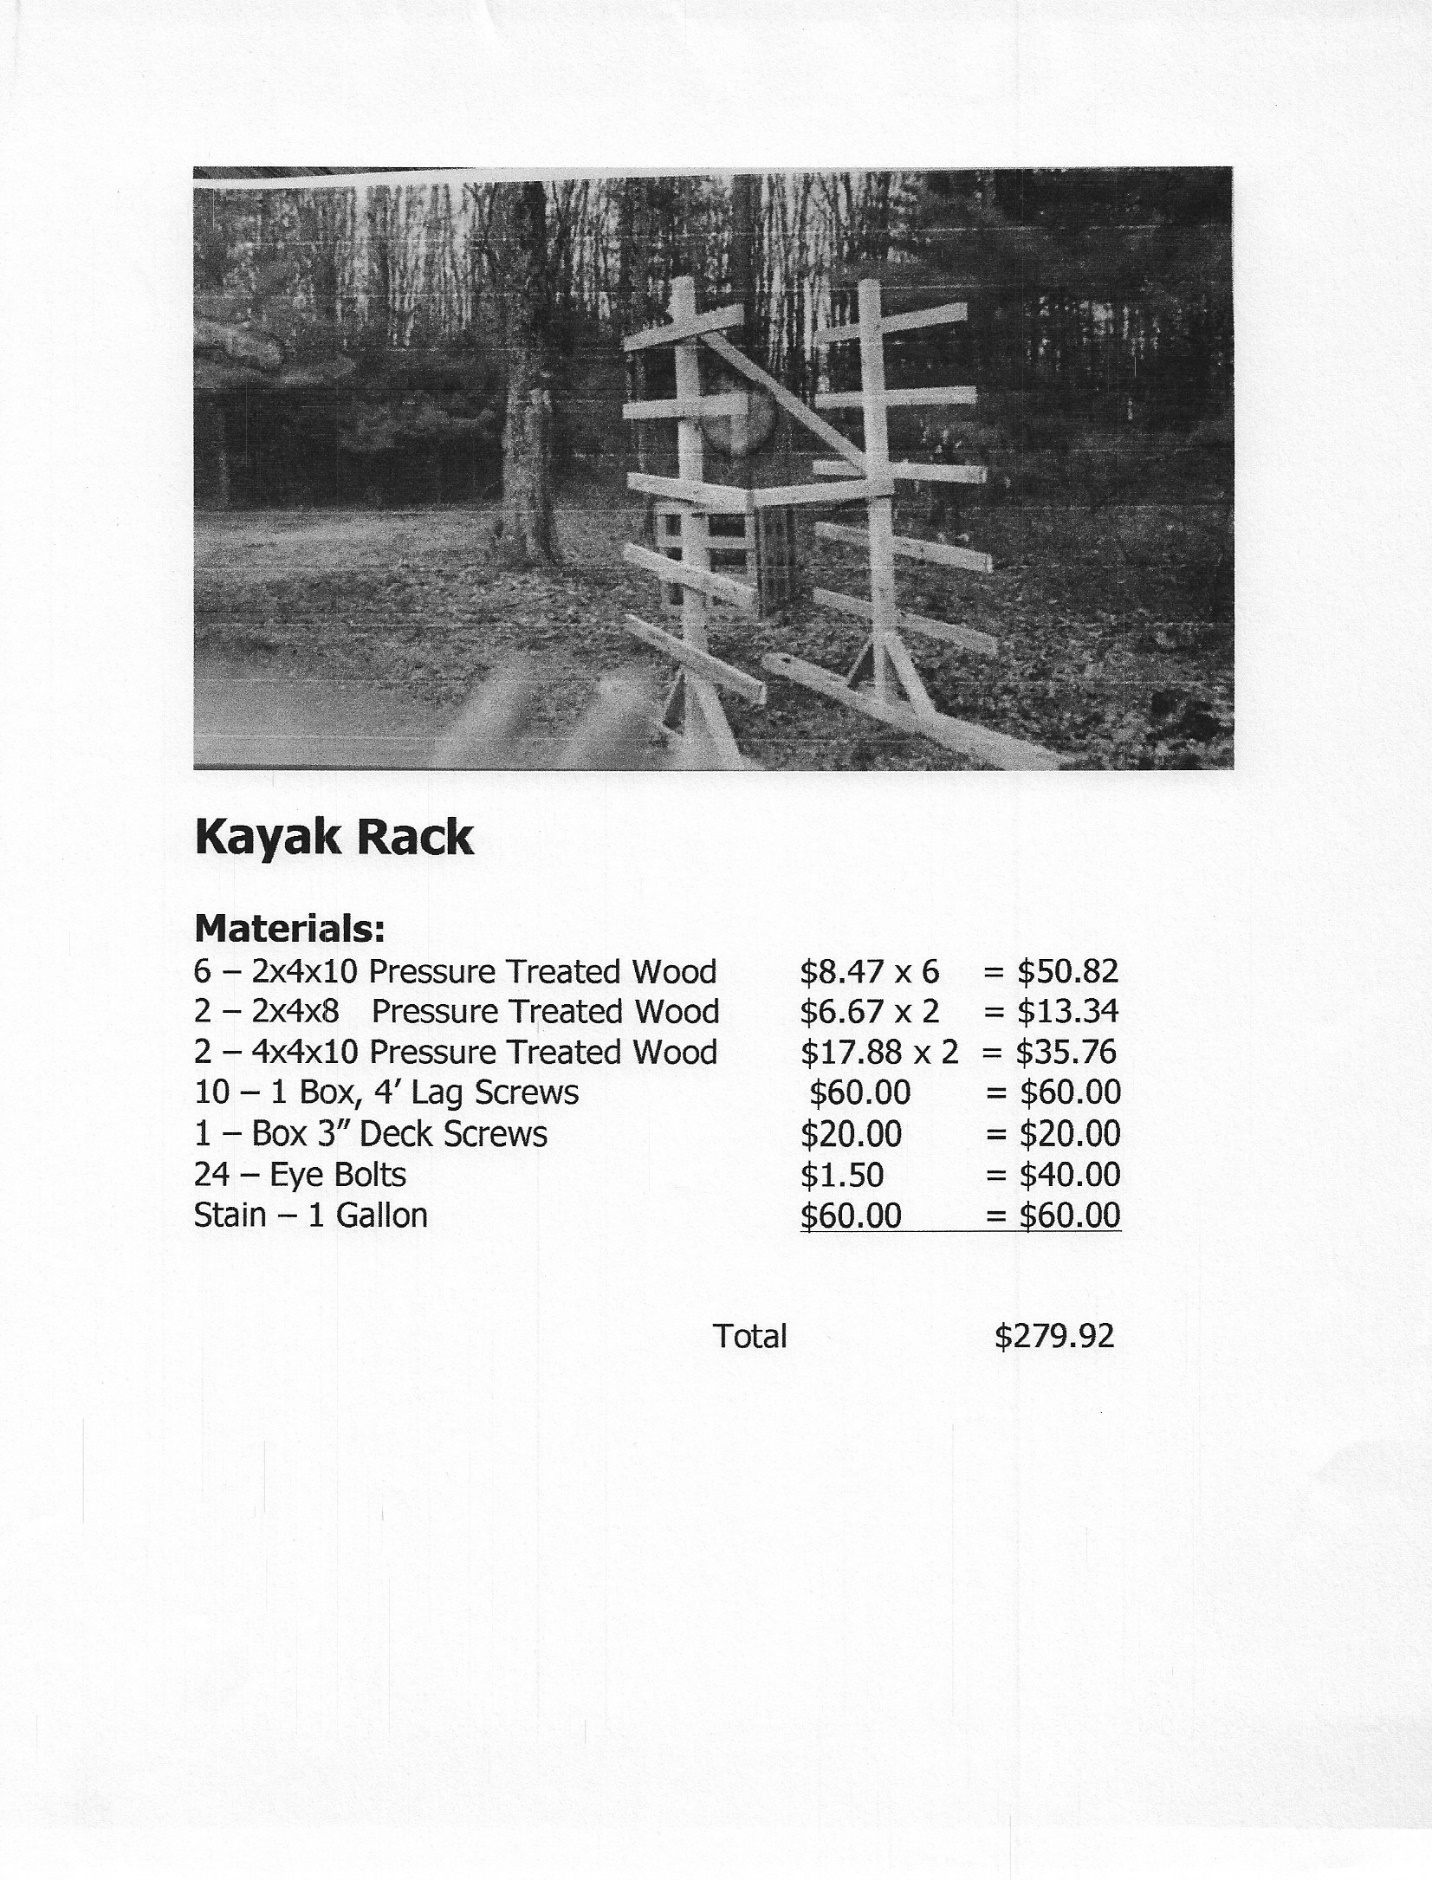 Kayak Rack
Materials:
6 – 2x4x10 Pressure Treated Wood $8.47 x 6 = $50.82
2 – 2x4x8 Pressure Treated Wood $6.67 x 2 = $13.34
2 – 4x4x10 Pressure Treated Wood $17.88 x 2 = $35.76
10 – 1 Box, 4’ Lag Screws $60.00 = $60.00
1 – Box 3” Deck Screws $20.00 = $20.00
24 – Eye Bolts $1.50 = $40.00
Stain – 1 Gallon $60.00 = $60.00
Total $279.92